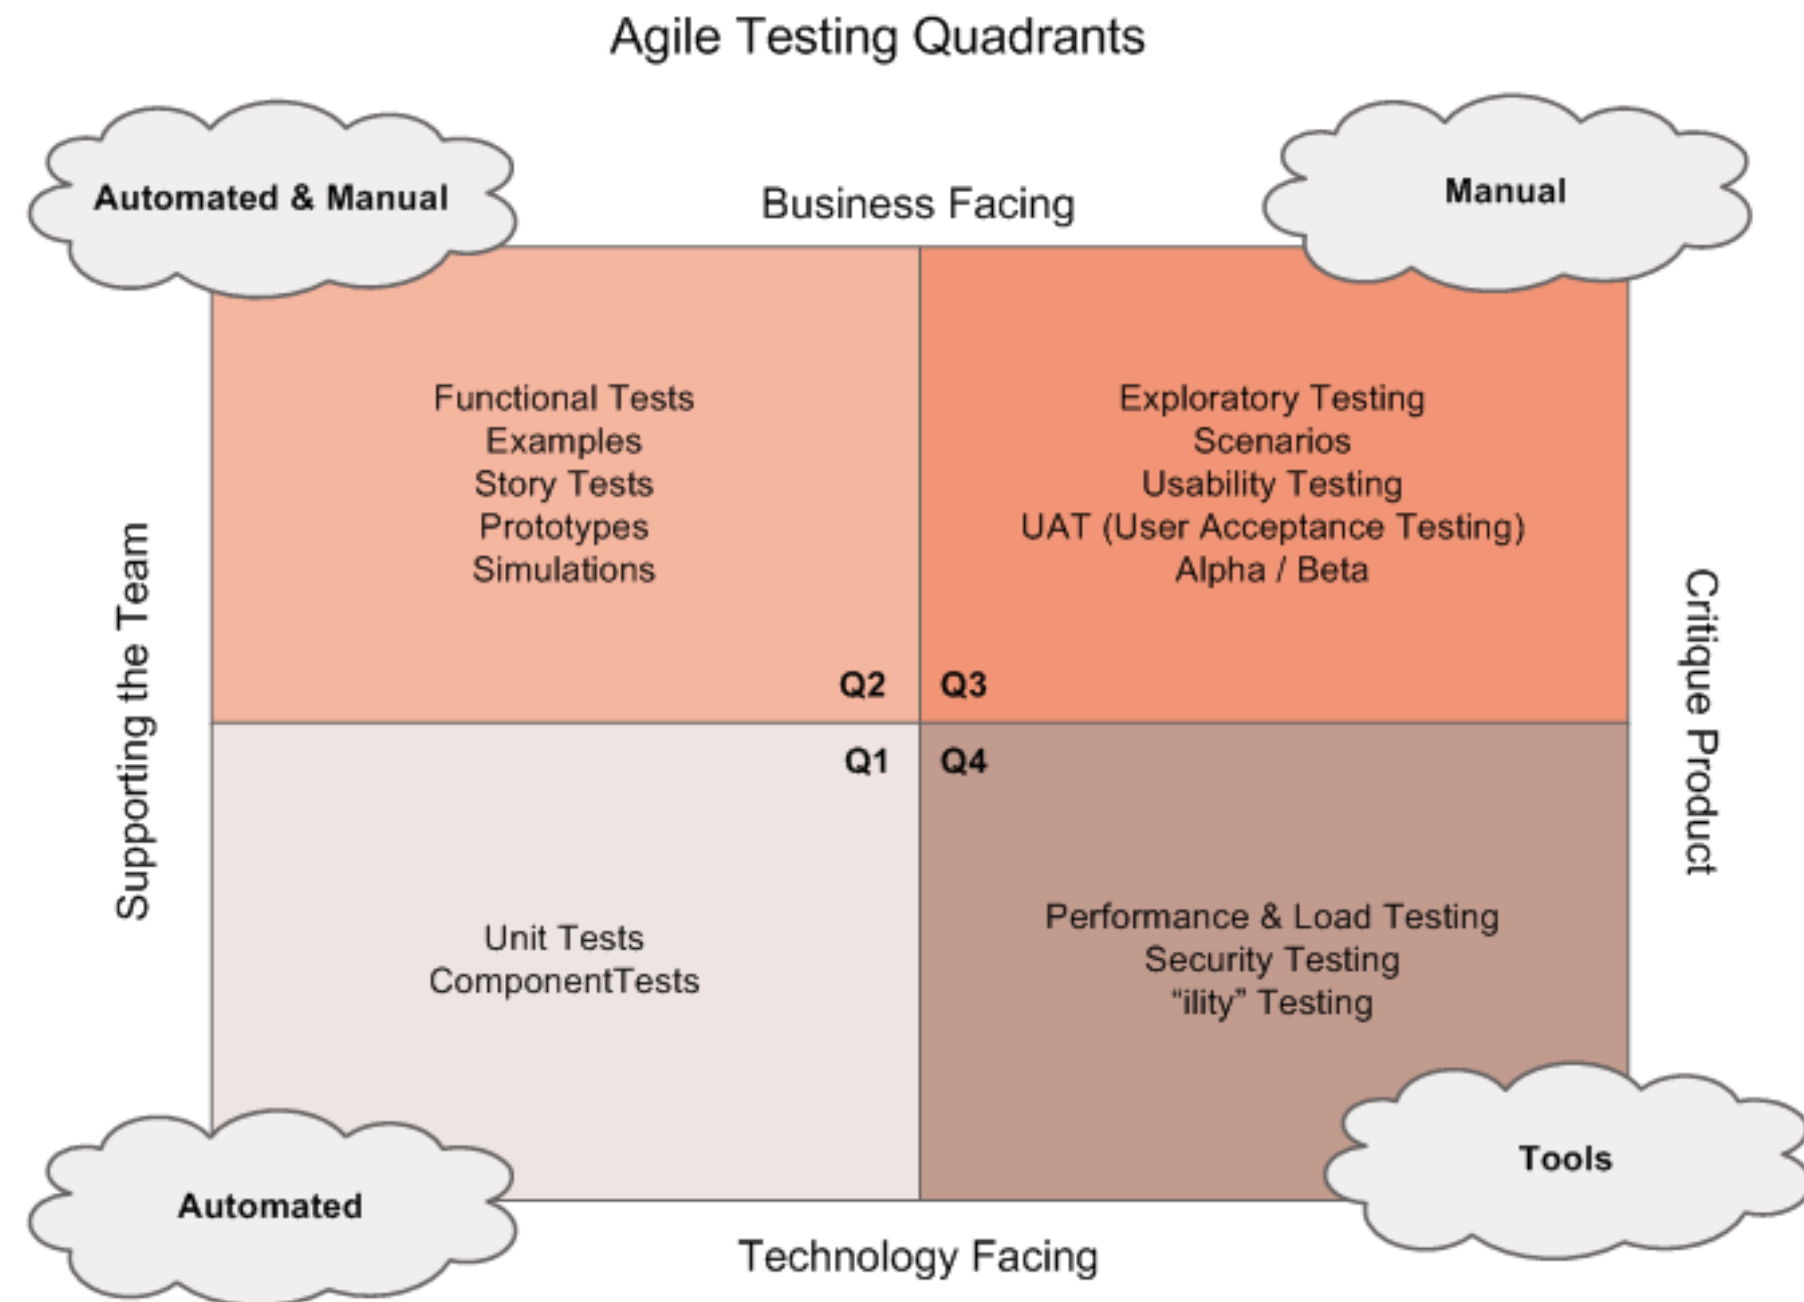 Agile Testing Quadrants
Automated & Manual
Business Facing
Manual
Functional Tests
Examples
Story Tests
Prototypes
Simulations
Q2
Exploratory Testing
Scenarios
Usability Testing
UAT (User Acceptance Testing)
Alpha / Beta
Q3
Supporting the Team
Critique Product
Q1
Unit Tests
ComponentTests
Q4
Performance & Load Testing
Security Testing
“ility” Testing
Automated
Technology Facing
Tools